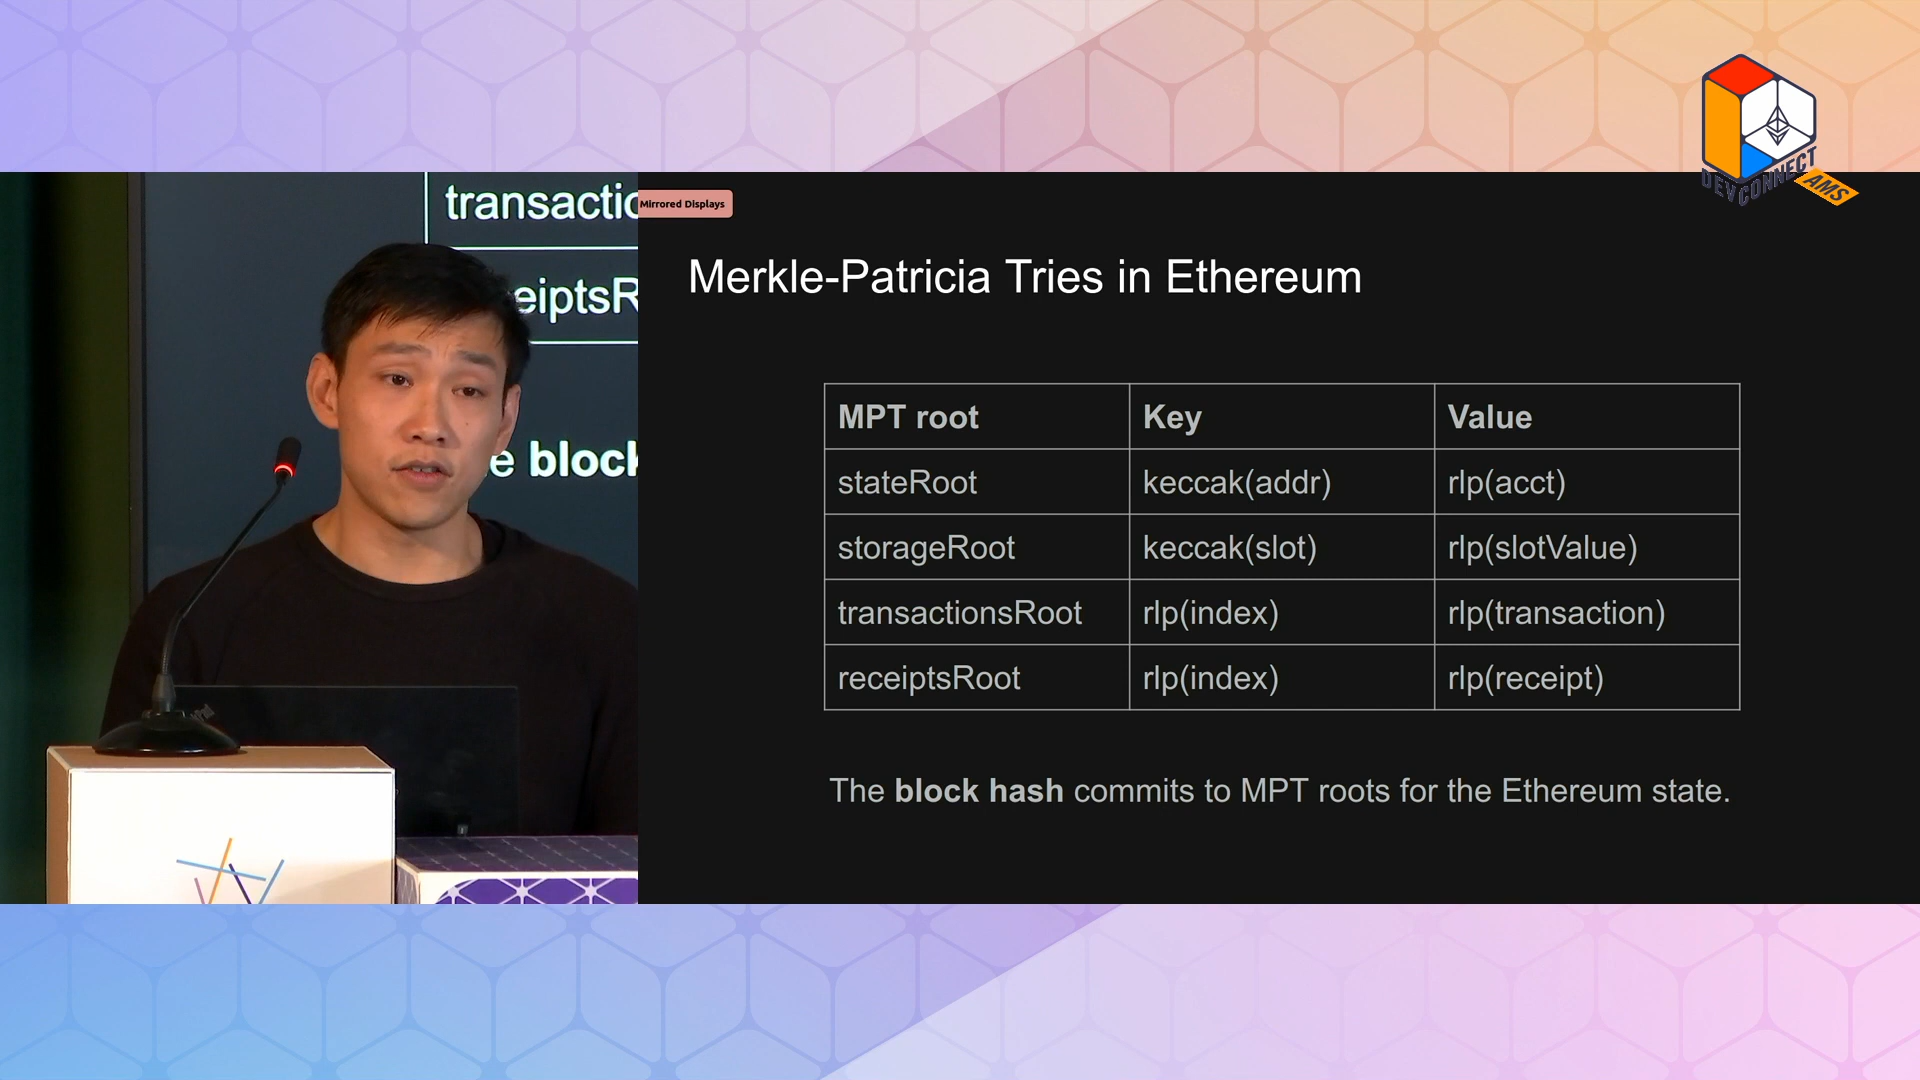 DEVCONNECT
AMS
transactio
eiptsR
e block
Mirrored Displays
Merkle-Patricia Tries in Ethereum
MPT root Key Value
stateRoot keccak(addr) rlp(acct)
storageRoot keccak(slot) rlp(slotValue)
transactionsRoot rlp(index) rlp(transaction)
receiptsRoot rlp(index) rlp(receipt)
The block hash commits to MPT roots for the Ethereum state.